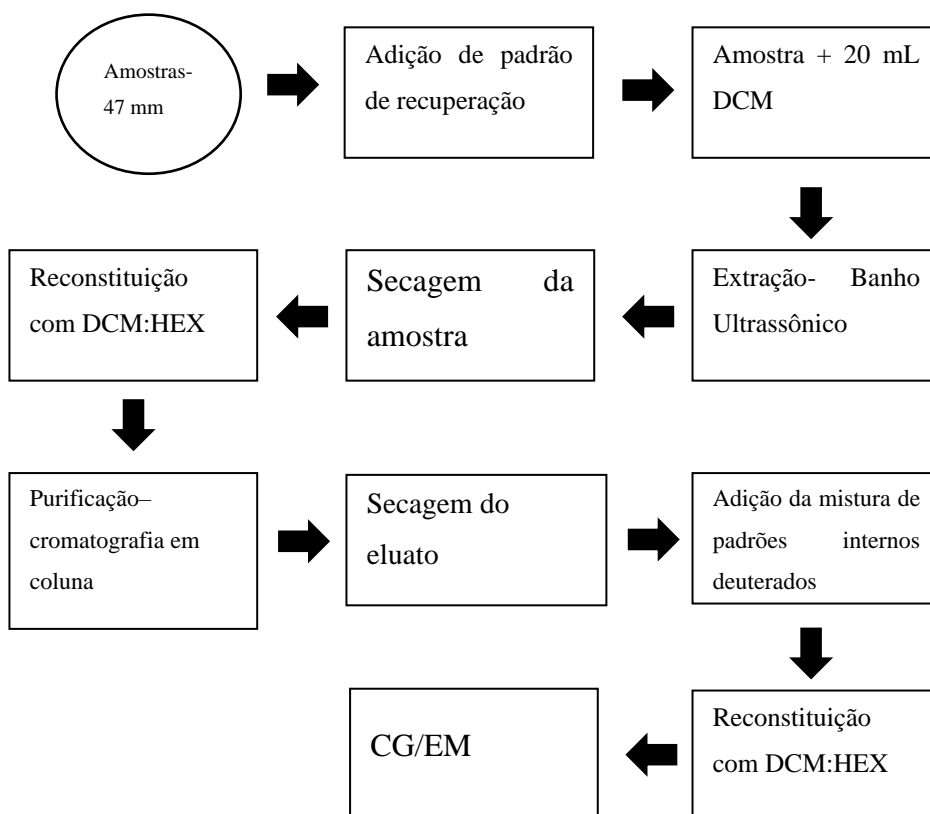 Amostras-
47 mm
Adição de padrão
de recuperação
Amostra + 20 mL
DCM
Extração- Banho
Ultrassônico
Secagem da
amostra
Reconstituição
com DCM:HEX
Purificação–
cromatografia em
coluna
Secagem do
eluato
Adição da mistura de
padrões internos
deuterados
Reconstituição
com DCM:HEX
CG/EM